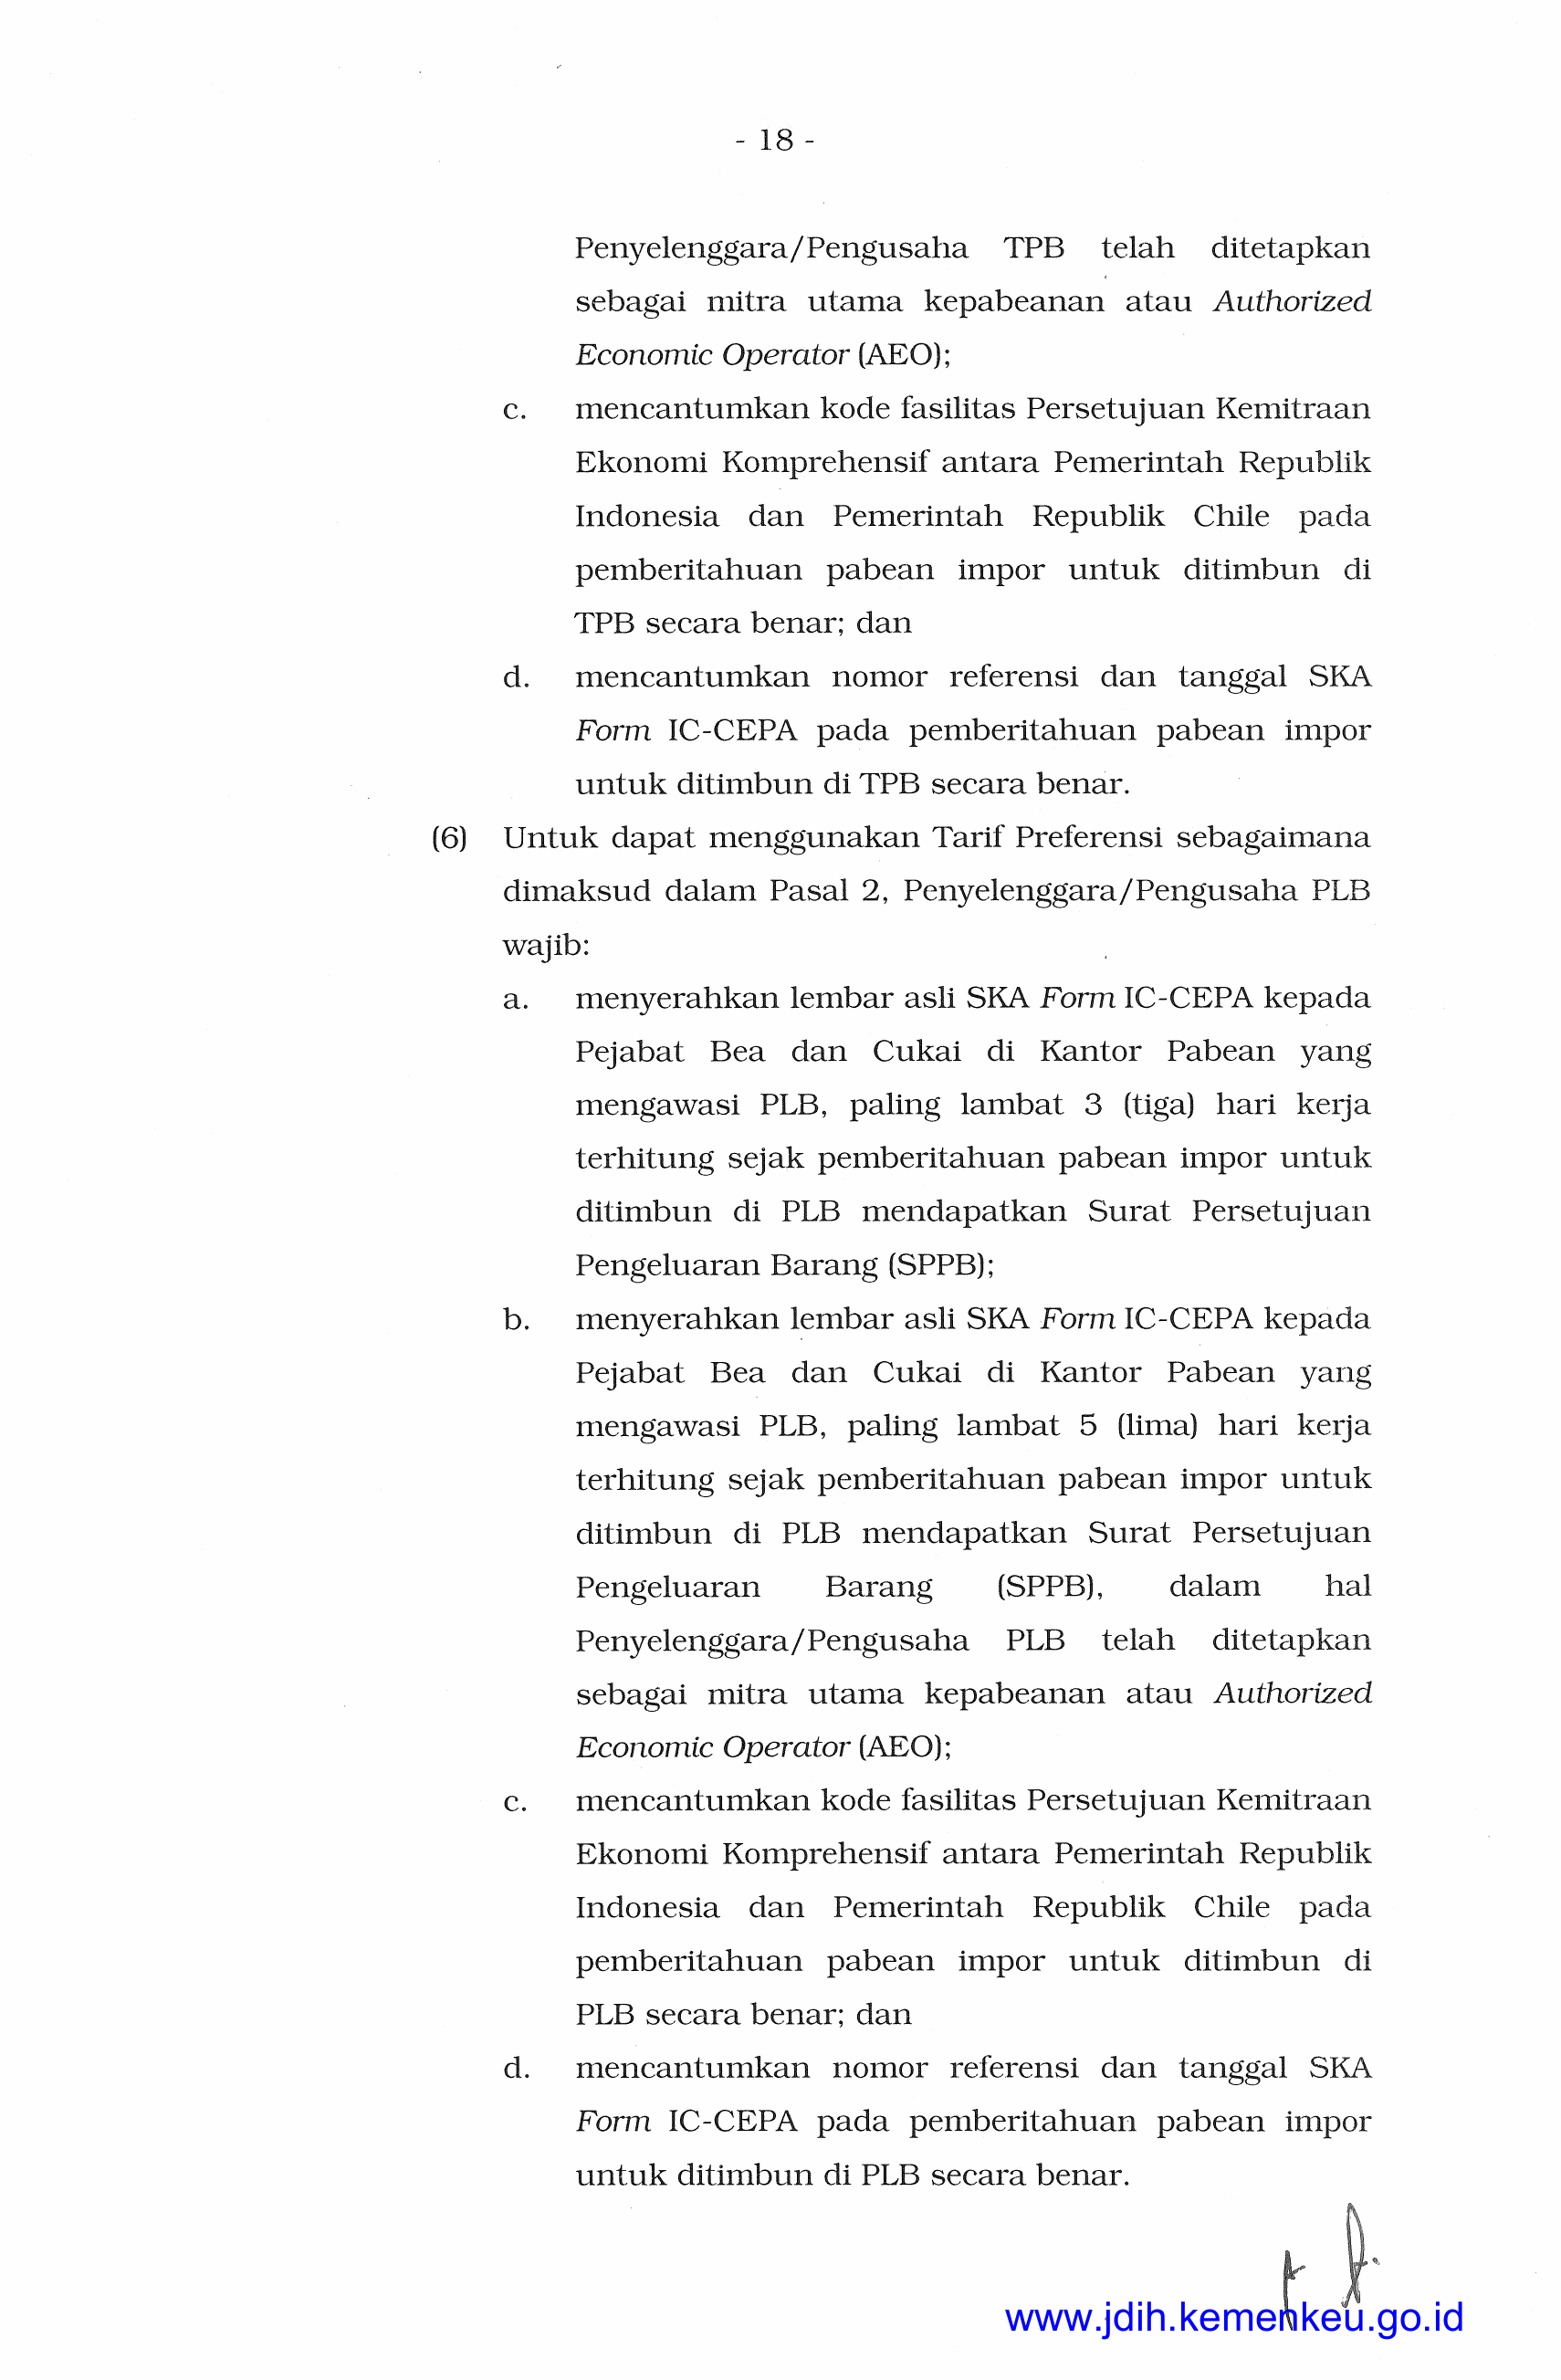 - 18 -
Penyelenggara/Pengusaha TPB telah ditetapkan
sebagai mitra utama kepabeanan atau Authorized
Economic Operator (AEO);
c. mencantumkan kode fasilitas Persetujuan Kemitraan
Ekonomi Komprehensif antara Pemerintah Republik
Indonesia dan Pemerintah Republik Chile pada
pemberitahuan pabean impor untuk ditimbun di
TPB secara benar; dan
d. mencantumkan nomor referensi dan tanggal SKA
Form IC-CEPA pada pemberitahuan pabean impor
untuk ditimbun di TPB secara benar.
(6) Untuk dapat menggunakan Tarif Preferensi sebagaimana
dimaksud dalam Pasal 2, Penyelenggara/Pengusaha PLB
wajib:
a. menyerahkan lembar asli SKA Form IC-CEPA kepada
Pejabat Bea dan Cukai di Kantor Pabean yang
mengawasi PLB, paling lambat 3 (tiga) hari kerja
terhitung sejak pemberitahuan pabean impor untuk
ditimbun di PLB mendapatkan Surat Persetujuan
Pengeluaran Barang (SPPB);
b. menyerahkan lembar asli SKA Form IC-CEPA kepada
Pejabat Bea dan Cukai di Kantor Pabean yang
mengawasi PLB, paling lambat 5 (lima) hari kerja
terhitung sejak pemberitahuan pabean impor untuk
ditimbun di PLB mendapatkan Surat Persetujuan
Pengeluaran Barang (SPPB), dalam hal
Penyelenggara/Pengusaha PLB telah ditetapkan
sebagai mitra utama kepabeanan atau Authorized
Economic Operator (AEO);
c. mencantumkan kode fasilitas Persetujuan Kemitraan
Ekonomi Komprehensif antara Pemerintah Republik
Indonesia dan Pemerintah Republik Chile pada
pemberitahuan pabean impor untuk ditimbun di
PLB secara benar; dan
d. mencantumkan nomor referensi dan tanggal SKA
Form IC-CEPA pada pemberitahuan pabean impor
untuk ditimbun di PLB secara benar.
www.jdih.kemenkeu.go.id